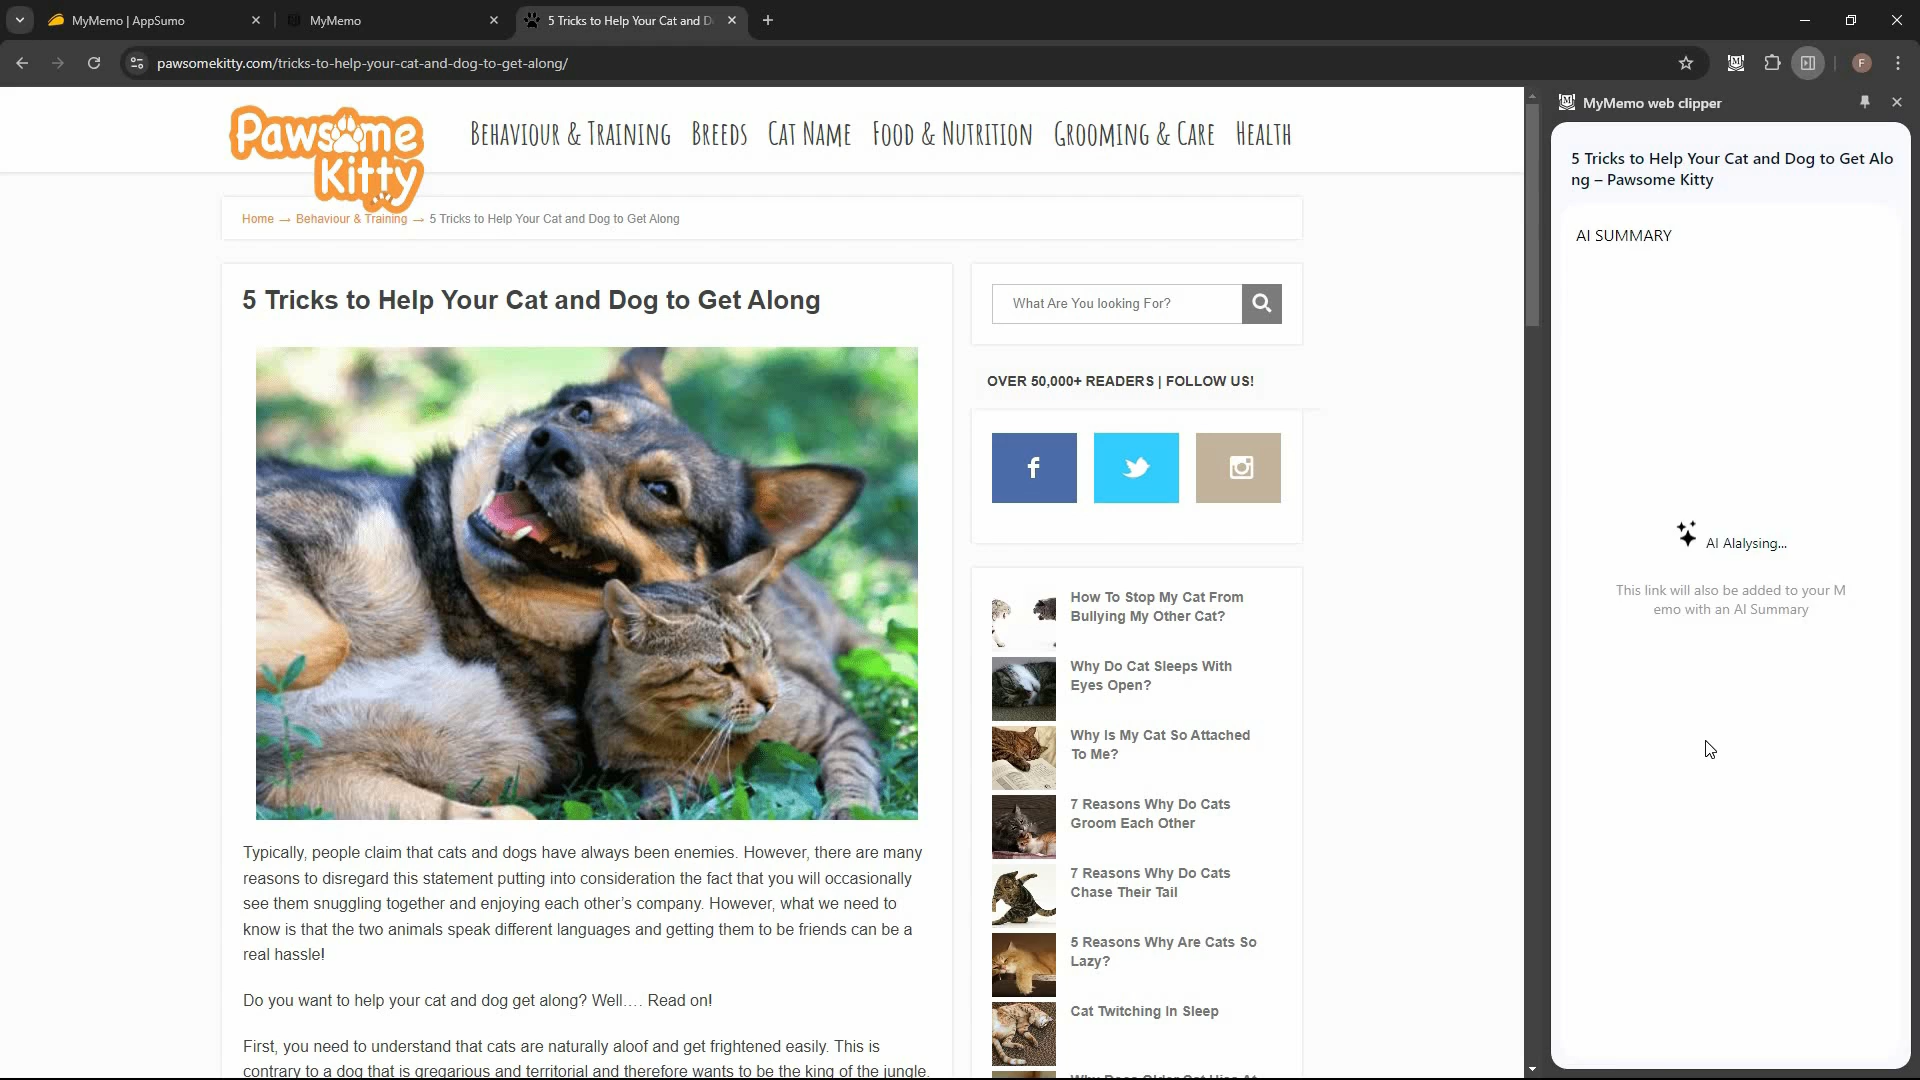 MyMemo | AppSumo
MyMemo
5 Tricks to Help Your Cat and D
pawsomekitty.com/tricks-to-help-your-cat-and-dog-to-get-along/
F
Pawsome
Kitty
Behaviour & Training
Breeds
Cat Name
Food & Nutrition
Grooming & Care
Health
Home → Behaviour & Training → 5 Tricks to Help Your Cat and Dog to Get Along
5 Tricks to Help Your Cat and Dog to Get Along
Typically, people claim that cats and dogs have always been enemies. However, there are many
reasons to disregard this statement putting into consideration the fact that you will occasionally
see them snuggling together and enjoying each other's company. However, what we need to
know is that the two animals speak different languages and getting them to be friends can be a
real hassle!
Do you want to help your cat and dog get along? Well…. Read on!
First, you need to understand that cats are naturally aloof and get frightened easily. This is
contrary to a dog that is gregarious and territorial and therefore wants to be the king of the jungle.
What Are You looking For?
OVER 50,000+ READERS | FOLLOW US!
f
How To Stop My Cat From
Bullying My Other Cat?
Why Do Cat Sleeps With
Eyes Open?
Why Is My Cat So Attached
To Me?
7 Reasons Why Do Cats
Groom Each Other
7 Reasons Why Do Cats
Chase Their Tail
5 Reasons Why Are Cats So
Lazy?
Cat Twitching In Sleep
Why Does Older Cat Hiss At
MyMemo web clipper
5 Tricks to Help Your Cat and Dog to Get Alo
ng – Pawsome Kitty
AI SUMMARY
AI Alalysing...
This link will also be added to your M
emo with an AI Summary